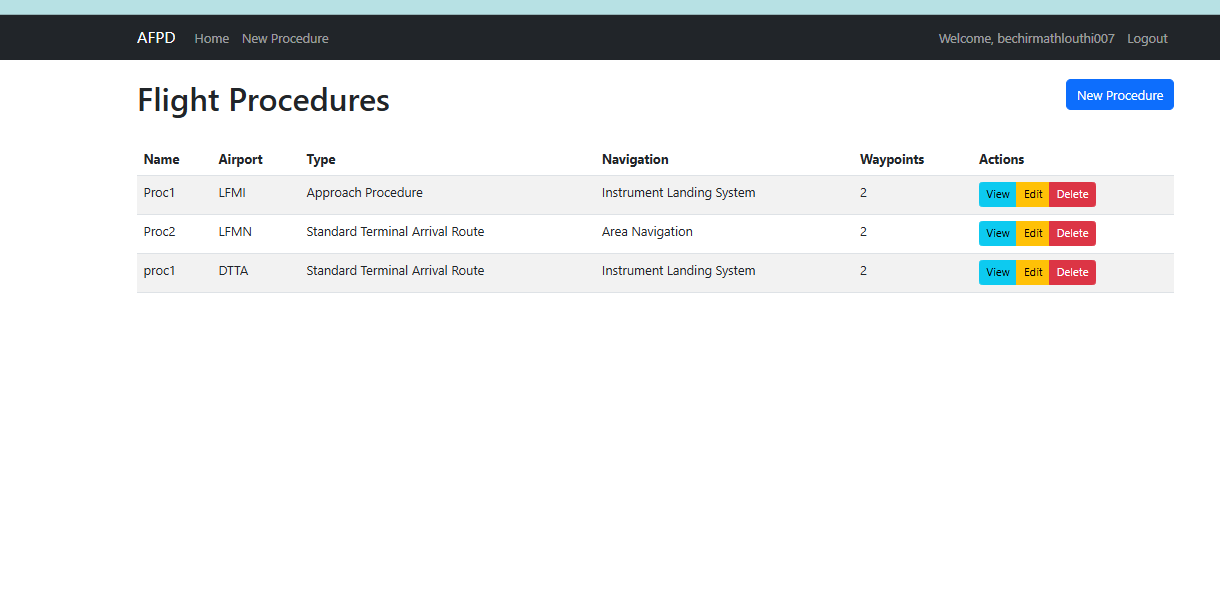 AFPD Home New Procedure Welcome, bechirmathlouthi007 Logout
Flight Procedures New Procedure
Name Airport Type Navigation Waypoints Actions
Proc1 LFMI Approach Procedure Instrument Landing System 2 View Edit Delete
Proc2 LFMN Standard Terminal Arrival Route Area Navigation 2 View Edit Delete
proc1 DTTA Standard Terminal Arrival Route Instrument Landing System 2 View Edit Delete